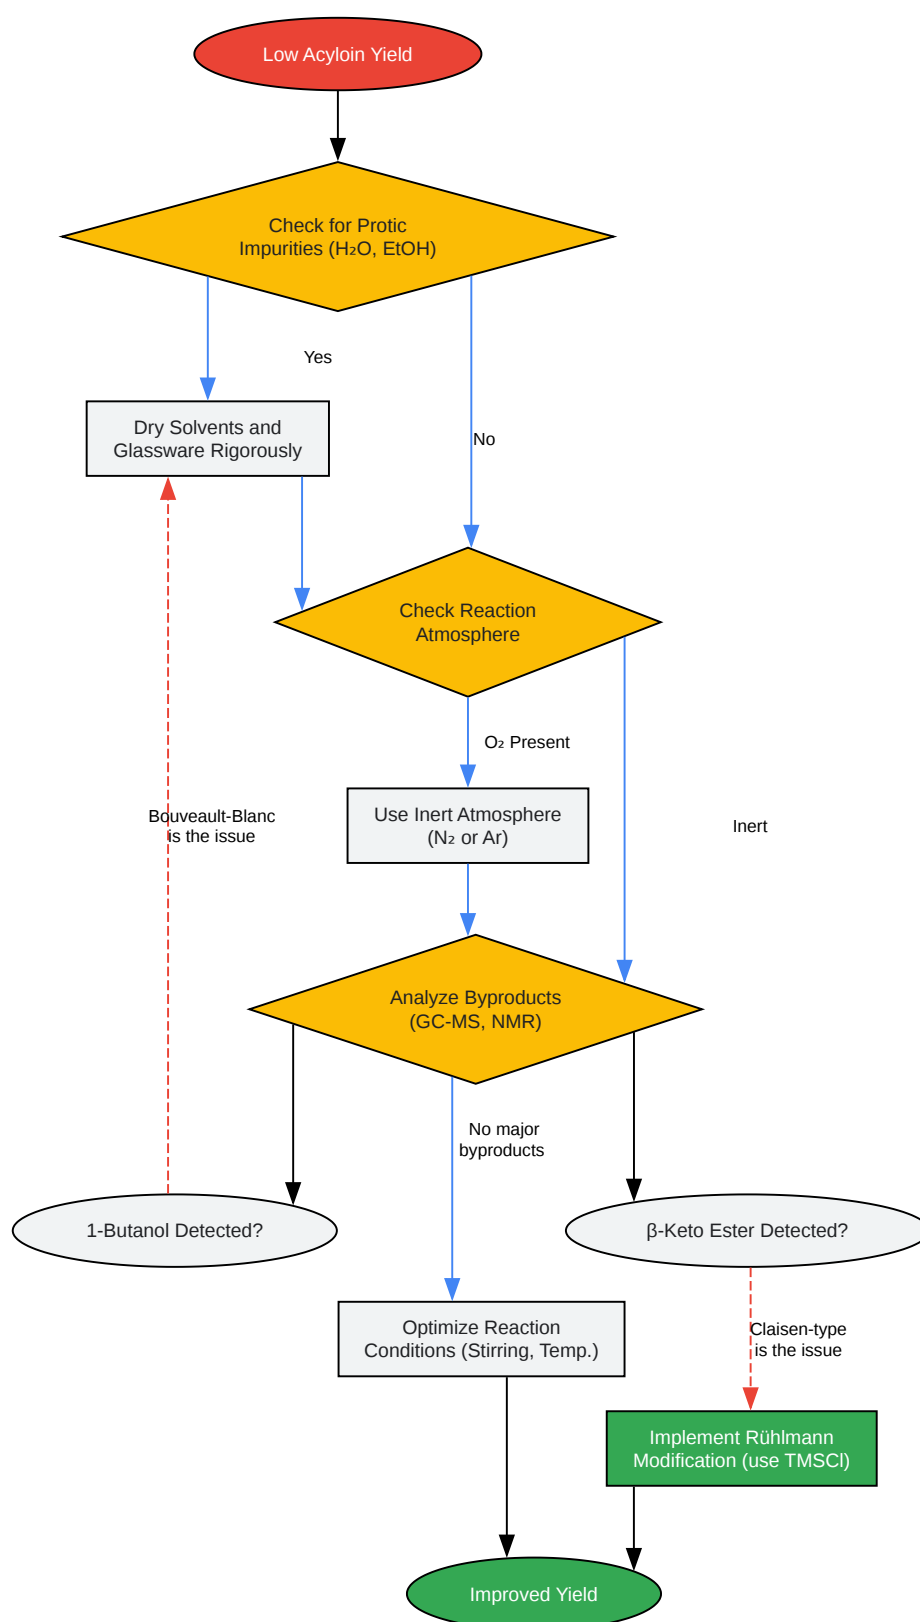 Low Acyloin Yield
Check for Protic
Impurities (H₂O, EtOH)
Yes
Dry Solvents and
Glassware Rigorously
No
Check Reaction
Atmosphere
O₂ Present
Use Inert Atmosphere
(N₂ or Ar)
Bouveault-Blanc
is the issue
Inert
Analyze Byproducts
(GC-MS, NMR)
No major
byproducts
1-Butanol Detected?
β-Keto Ester Detected?
Optimize Reaction
Conditions (Stirring, Temp.)
Claisen-type
is the issue
Implement Rühlmann
Modification (use TMSCl)
Improved Yield